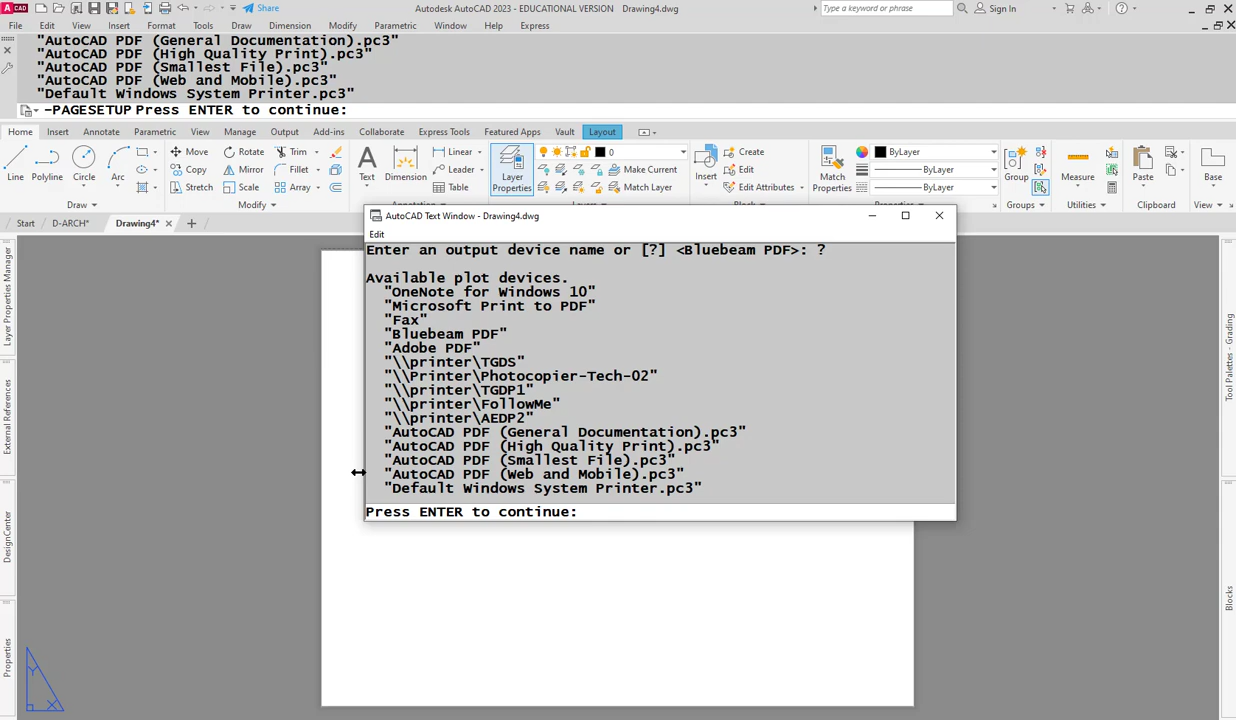 A CAD Share Autodesk AutoCAD 2023 - EDUCATIONAL VERSION Drawing4.dwg Type a keyword or phrase Sign In
File Edit View Insert Format Tools Draw Dimension Modify Parametric Window Help Express
"AutoCAD PDF (General Documentation).pc3"
"AutoCAD PDF (High Quality Print).pc3"
"AutoCAD PDF (Smallest File).pc3"
"AutoCAD PDF (Web and Mobile).pc3"
"Default Windows System Printer.pc3"
-PAGESETUP Press ENTER to continue:
Home Insert Annotate Parametric View Manage Output Add-ins Collaborate Express Tools Featured Apps Vault Layout
Move Rotate Trim Linear 0 Create ByLayer
Copy Mirror Fillet Leader Make Current Edit ByLayer
Stretch Scale Array Table Match Layer Edit Attributes ByLayer
Line Polyline Circle Arc Text Dimension Layer Properties Insert Match Properties Group Measure Paste Base
Draw Modify Groups Utilities Clipboard View
Start D-ARCH* Drawing4*
AutoCAD Text Window - Drawing4.dwg
Edit
Enter an output device name or [?] <Bluebeam PDF>: ?
Available plot devices.
"OneNote for Windows 10"
"Microsoft Print to PDF"
"Fax"
"Bluebeam PDF"
"Adobe PDF"
"\\printer\TGDS"
"\\Printer\Photocopier-Tech-02"
"\\printer\TGDP1"
"\\printer\FollowMe"
"\\printer\AEDP2"
"AutoCAD PDF (General Documentation).pc3"
"AutoCAD PDF (High Quality Print).pc3"
"AutoCAD PDF (Smallest File).pc3"
"AutoCAD PDF (Web and Mobile).pc3"
"Default Windows System Printer.pc3"
Press ENTER to continue:
Layer Properties Manager
External References
DesignCenter
Properties
Tool Palettes - Grading
Blocks
Y
X